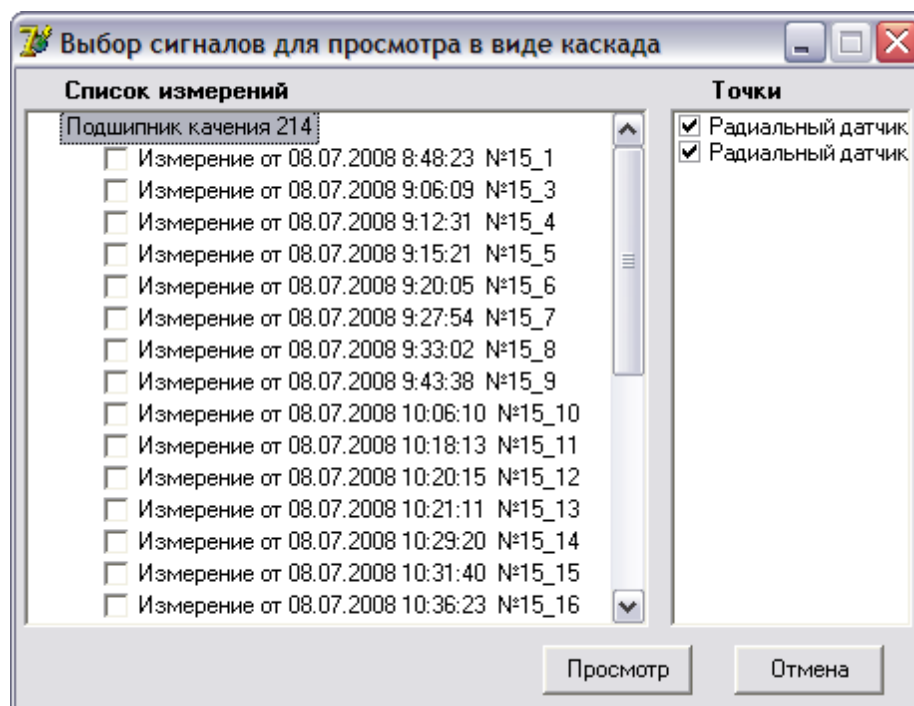 Выбор сигналов для просмотра в виде каскада
Список измерений
Подшипник качения 214
Измерение от 08.07.2008 8:48:23 №15_1
Измерение от 08.07.2008 9:06:09 №15_3
Измерение от 08.07.2008 9:12:31 №15_4
Измерение от 08.07.2008 9:15:21 №15_5
Измерение от 08.07.2008 9:20:05 №15_6
Измерение от 08.07.2008 9:27:54 №15_7
Измерение от 08.07.2008 9:33:02 №15_8
Измерение от 08.07.2008 9:43:38 №15_9
Измерение от 08.07.2008 10:06:10 №15_10
Измерение от 08.07.2008 10:18:13 №15_11
Измерение от 08.07.2008 10:20:15 №15_12
Измерение от 08.07.2008 10:21:11 №15_13
Измерение от 08.07.2008 10:29:20 №15_14
Измерение от 08.07.2008 10:31:40 №15_15
Измерение от 08.07.2008 10:36:23 №15_16
Точки
Радиальный датчик
Радиальный датчик
Просмотр
Отмена